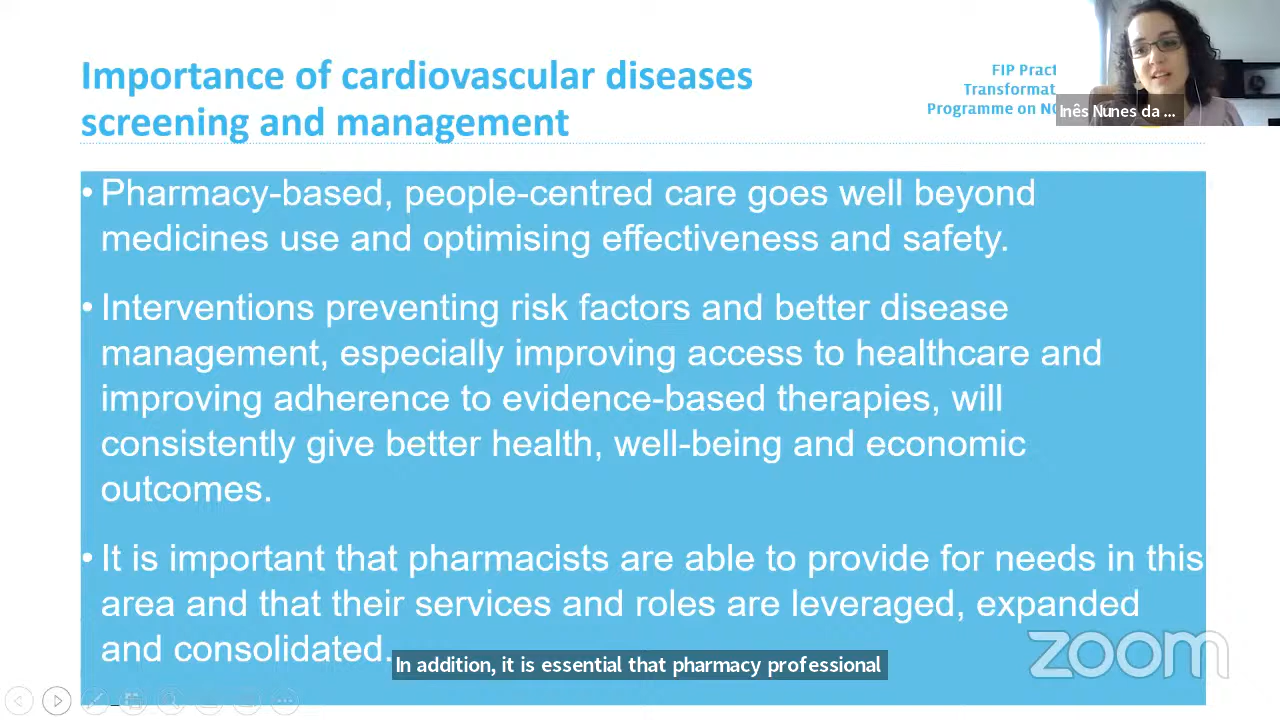 Importance of cardiovascular diseases
screening and management
FIP Pract
Transformat
Programme on NC
Inês Nunes da ...
• Pharmacy-based, people-centred care goes well beyond
medicines use and optimising effectiveness and safety.
• Interventions preventing risk factors and better disease
management, especially improving access to healthcare and
improving adherence to evidence-based therapies, will
consistently give better health, well-being and economic
outcomes.
• It is important that pharmacists are able to provide for needs in this
area and that their services and roles are leveraged, expanded
and consolidated.
In addition, it is essential that pharmacy professional
zoom